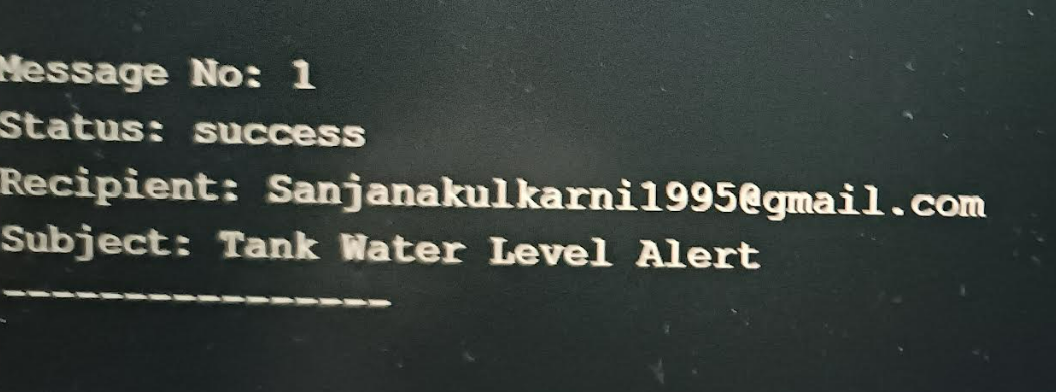 Message No: 1
Status: success
Recipient: Sanjanakulkarni1995@gmail.com
Subject: Tank Water Level Alert
----------------